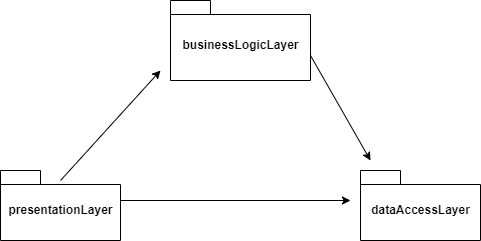 businessLogicLayer
presentationLayer
dataAccessLayer